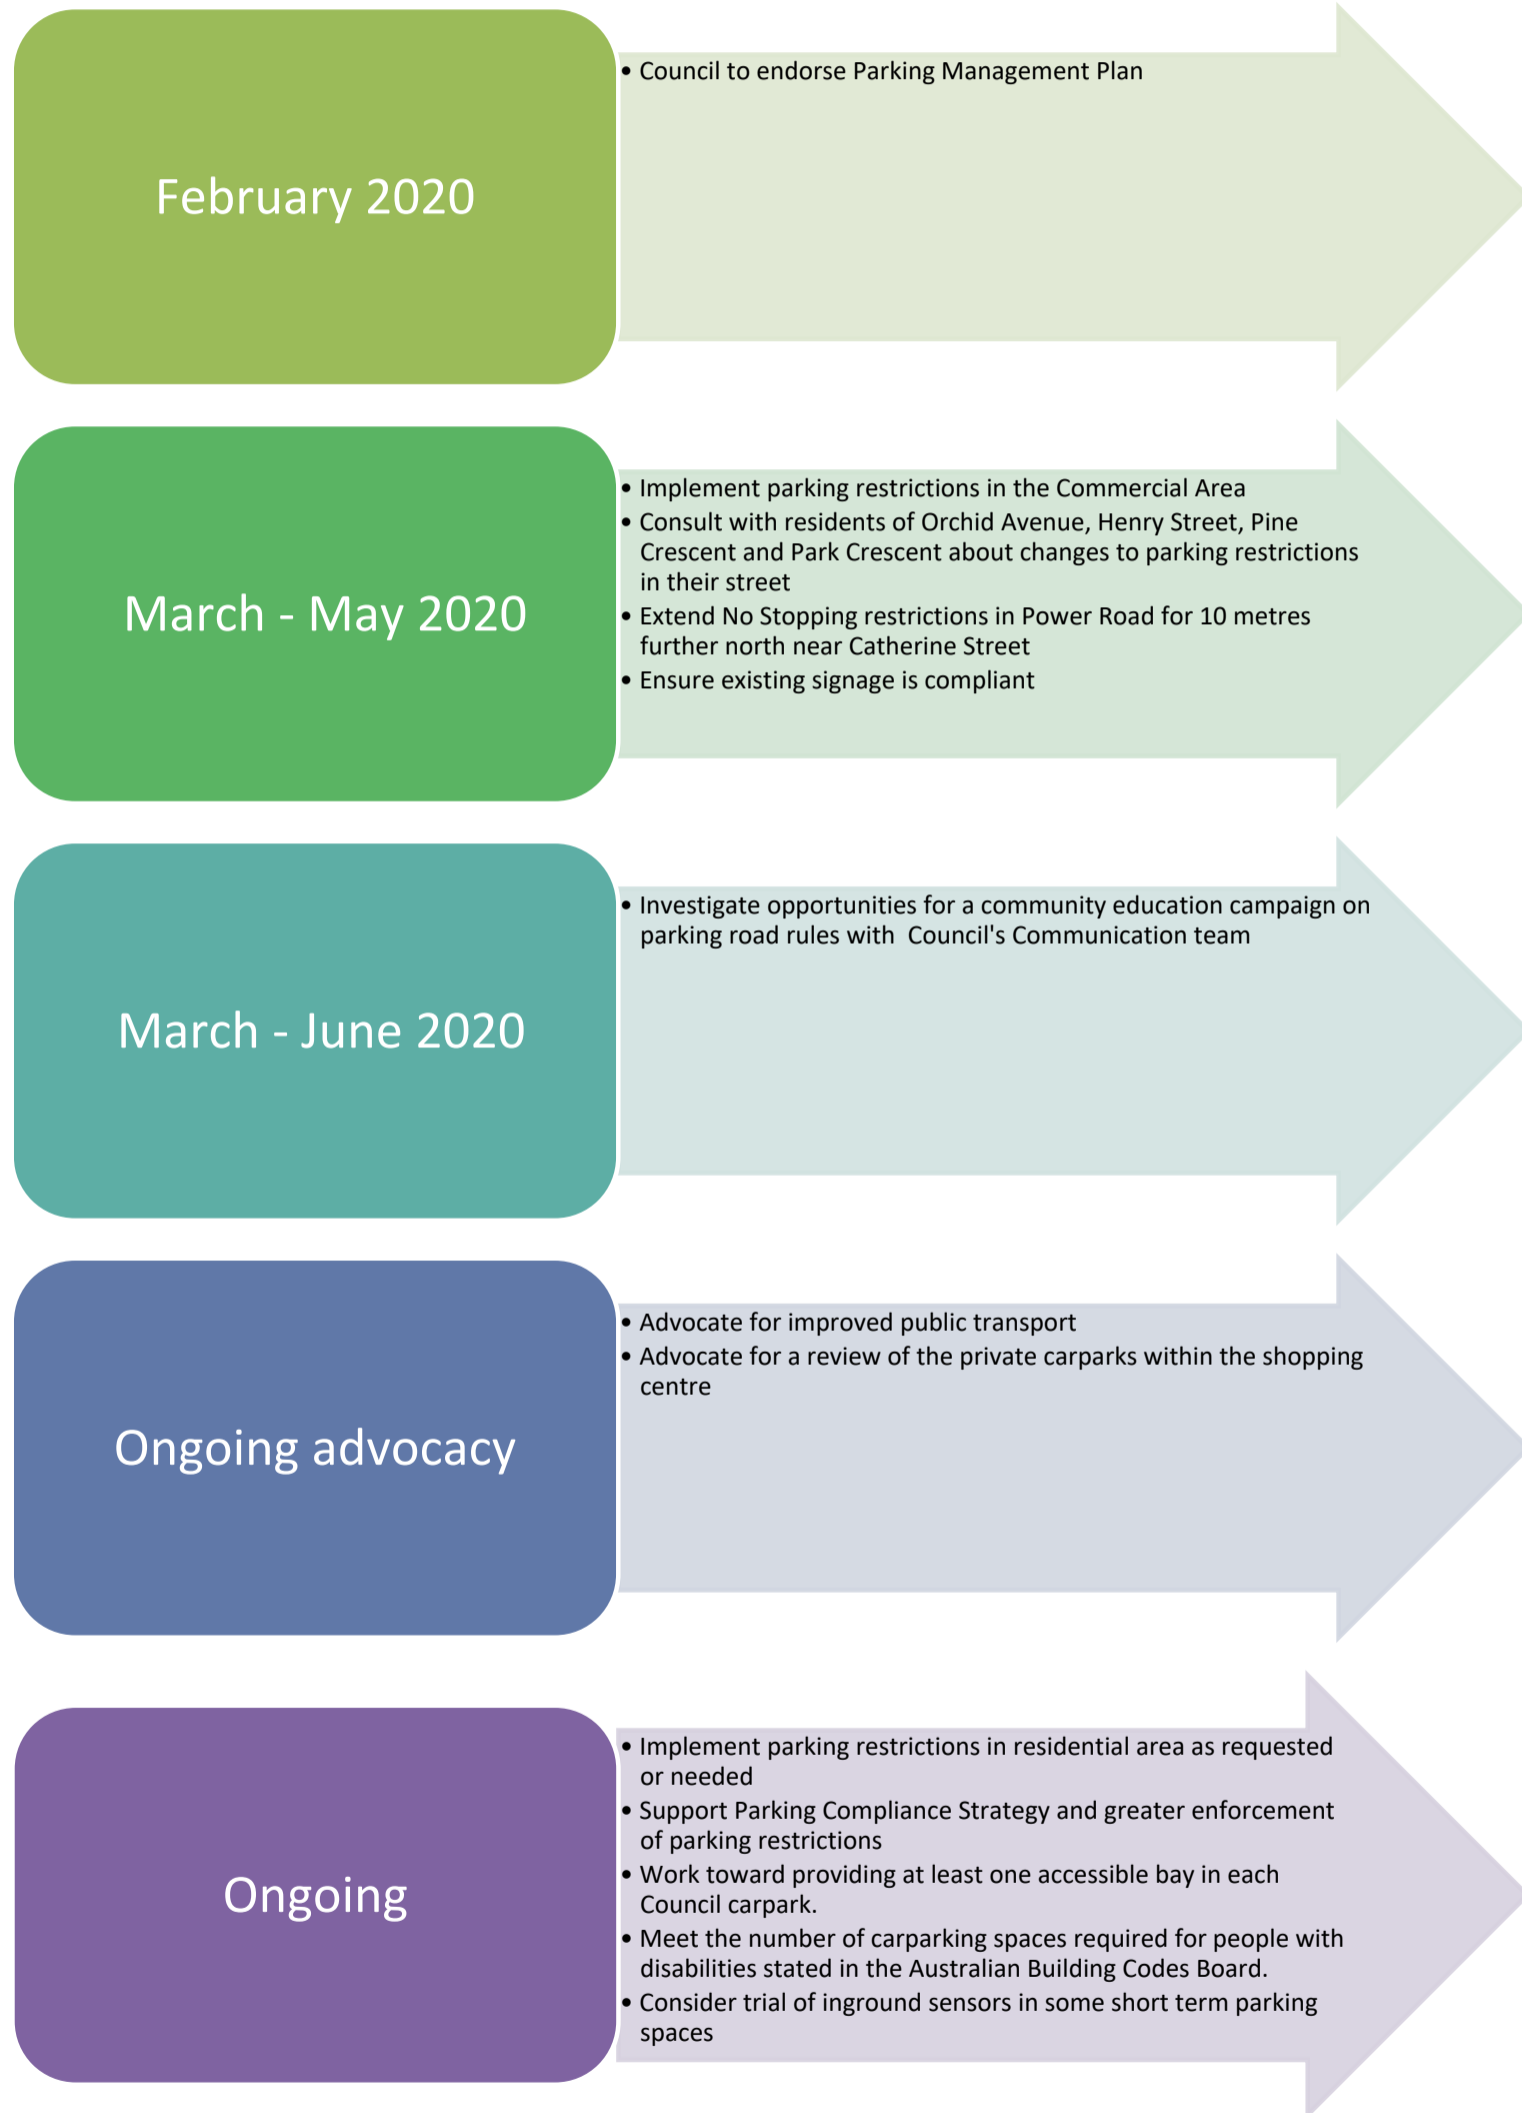 February 2020
• Council to endorse Parking Management Plan
March - May 2020
• Implement parking restrictions in the Commercial Area
• Consult with residents of Orchid Avenue, Henry Street, Pine
Crescent and Park Crescent about changes to parking restrictions
in their street
• Extend No Stopping restrictions in Power Road for 10 metres
further north near Catherine Street
• Ensure existing signage is compliant
March - June 2020
• Investigate opportunities for a community education campaign on
parking road rules with  Council's Communication team
Ongoing advocacy
• Advocate for improved public transport
• Advocate for a review of the private carparks within the shopping
centre
Ongoing
• Implement parking restrictions in residential area as requested
or needed
• Support Parking Compliance Strategy and greater enforcement
of parking restrictions
• Work toward providing at least one accessible bay in each
Council carpark.
• Meet the number of carparking spaces required for people with
disabilities stated in the Australian Building Codes Board.
• Consider trial of inground sensors in some short term parking
spaces